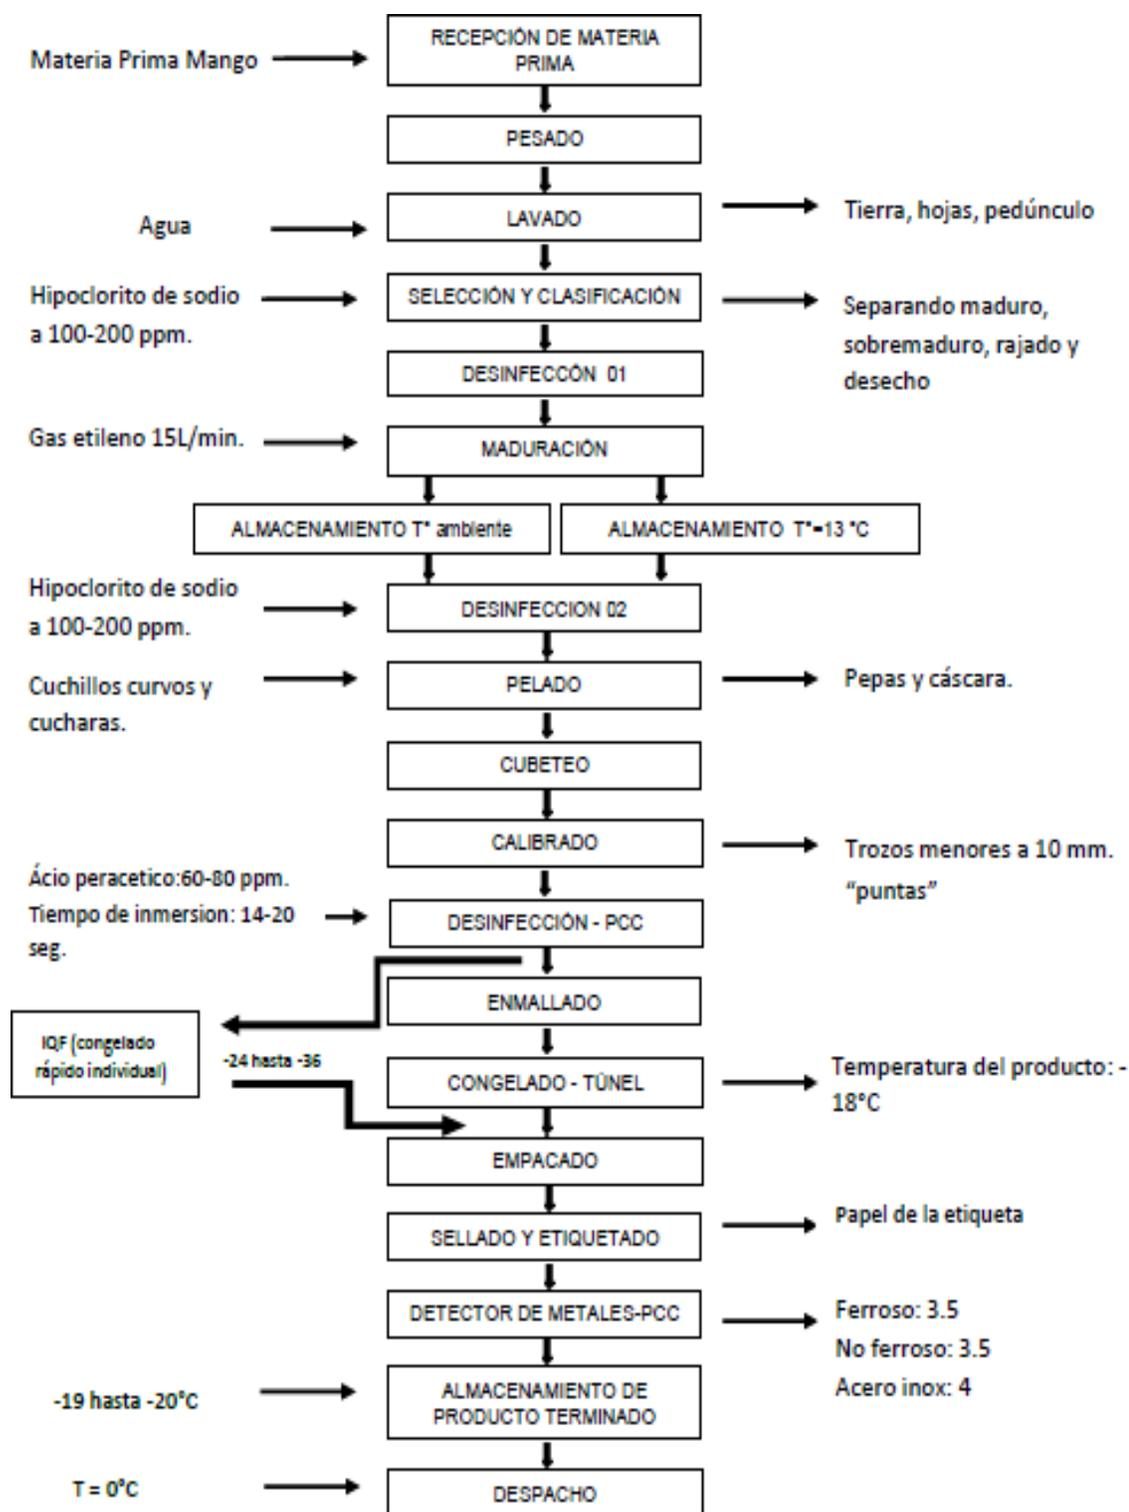 RECEPCIÓN DE MATERIA
PRIMA
Materia Prima Mango
PESADO
LAVADO
Agua
Tierra, hojas, pedúnculo
Hipoclorito de sodio
a 100-200 ppm.
SELECCIÓN Y CLASIFICACIÓN
Separando maduro,
sobremaduro, rajado y
desecho
DESINFECCÓN 01
Gas etileno 15L/min.
MADURACIÓN
ALMACENAMIENTO T° ambiente
ALMACENAMIENTO T°=13 °C
Hipoclorito de sodio
a 100-200 ppm.
DESINFECCION 02
Cuchillos curvos y
cucharas.
PELADO
Pepas y cáscara.
CUBETEO
CALIBRADO
Trozos menores a 10 mm.
“puntas”
Ácio peracetico:60-80 ppm.
Tiempo de inmersion: 14-20
seg.
DESINFECCIÓN - PCC
ENMALLADO
IQF (congelado
rápido individual)
-24 hasta -36
CONGELADO - TÚNEL
Temperatura del producto: -
18°C
EMPACADO
SELLADO Y ETIQUETADO
Papel de la etiqueta
DETECTOR DE METALES-PCC
Ferroso: 3.5
No ferroso: 3.5
Acero inox: 4
-19 hasta -20°C
ALMACENAMIENTO DE
PRODUCTO TERMINADO
T = 0°C
DESPACHO